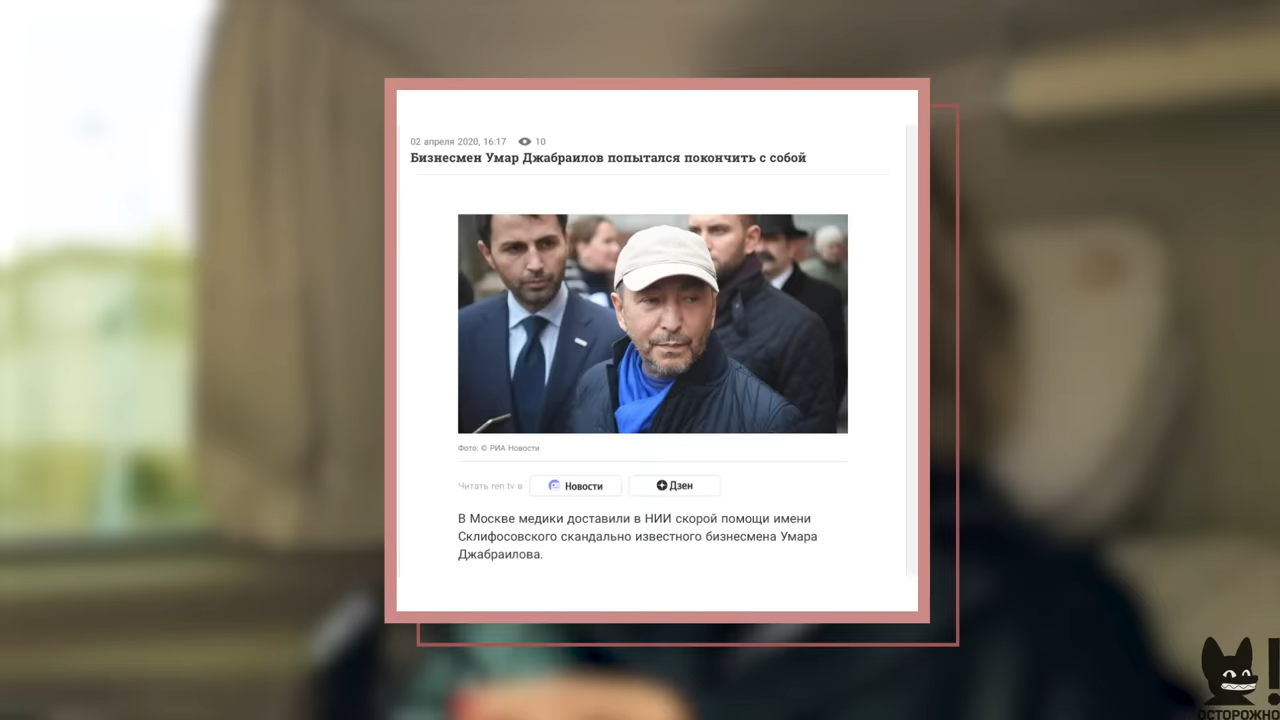 02 апреля 2020, 16:17 10
Бизнесмен Умар Джабраилов попытался покончить с собой
Фото: © РИА Новости
Читать ren.tv в Новости Дзен
В Москве медики доставили в НИИ скорой помощи имени
Склифосовского скандально известного бизнесмена Умара
Джабраилова.
!
ОСТОРОЖНО